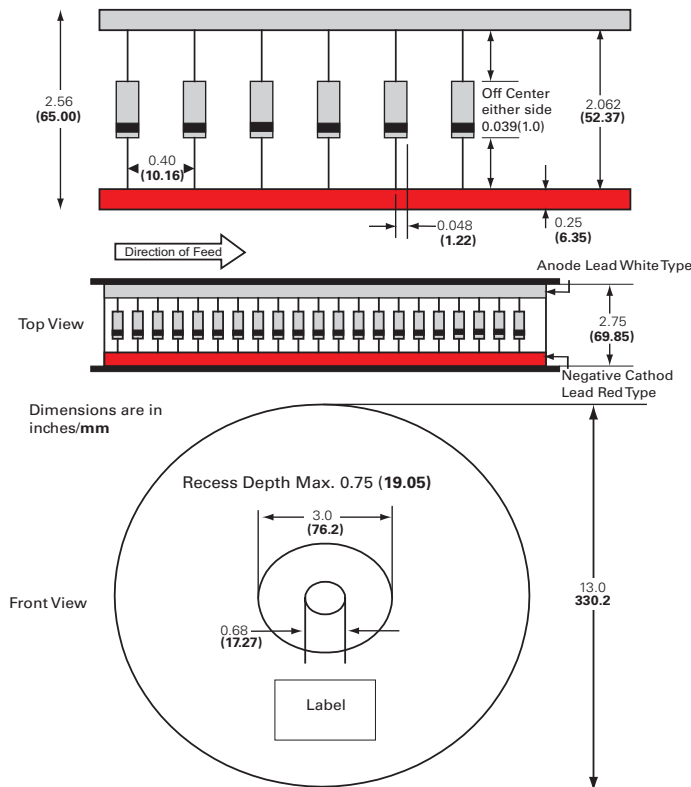 2.56
(65.00)
Off Center
either side
0.039(1.0)
2.062
(52.37)
0.40
(10.16)
0.048
(1.22)
0.25
(6.35)
Direction of Feed
Anode Lead White Type
Top View
2.75
(69.85)
Negative Cathod
Lead Red Type
Dimensions are in
inches/mm
Recess Depth Max. 0.75 (19.05)
3.0
(76.2)
13.0
330.2
Front View
0.68
(17.27)
Label